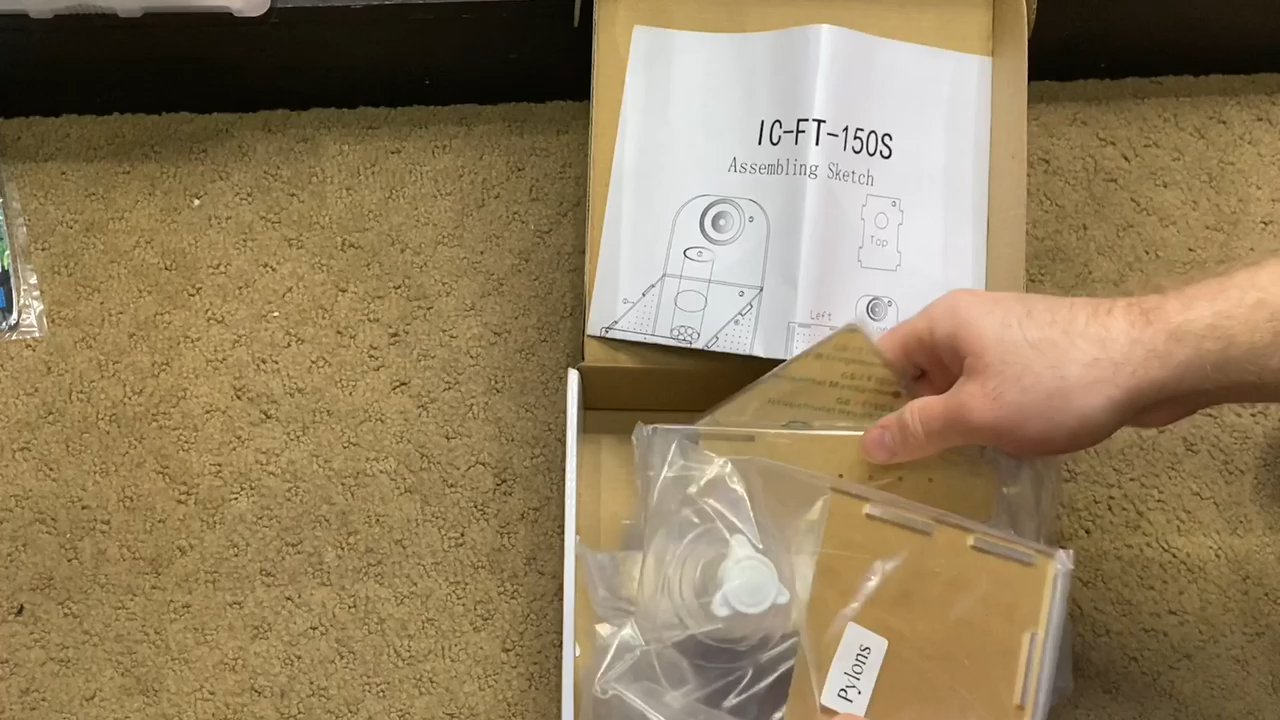 IC-FT-150S
Assembling Sketch
Top
Left
Pylons